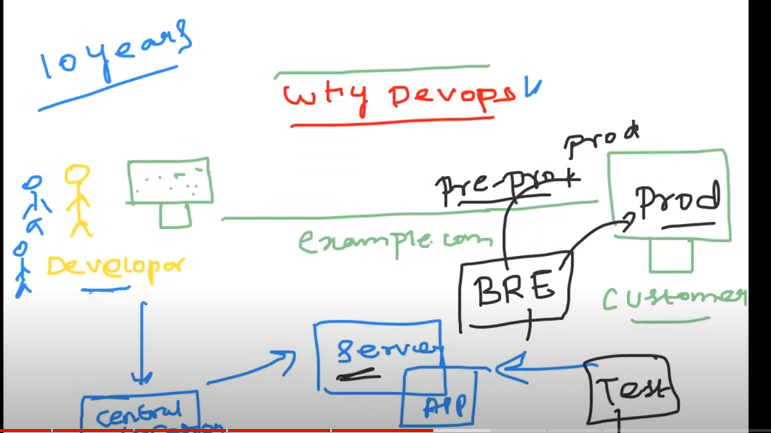 10 years
Why Devops
prod
Pre-prod
Prod
example.com
Developer
BRE
Customer
Server
Test
APP
Central